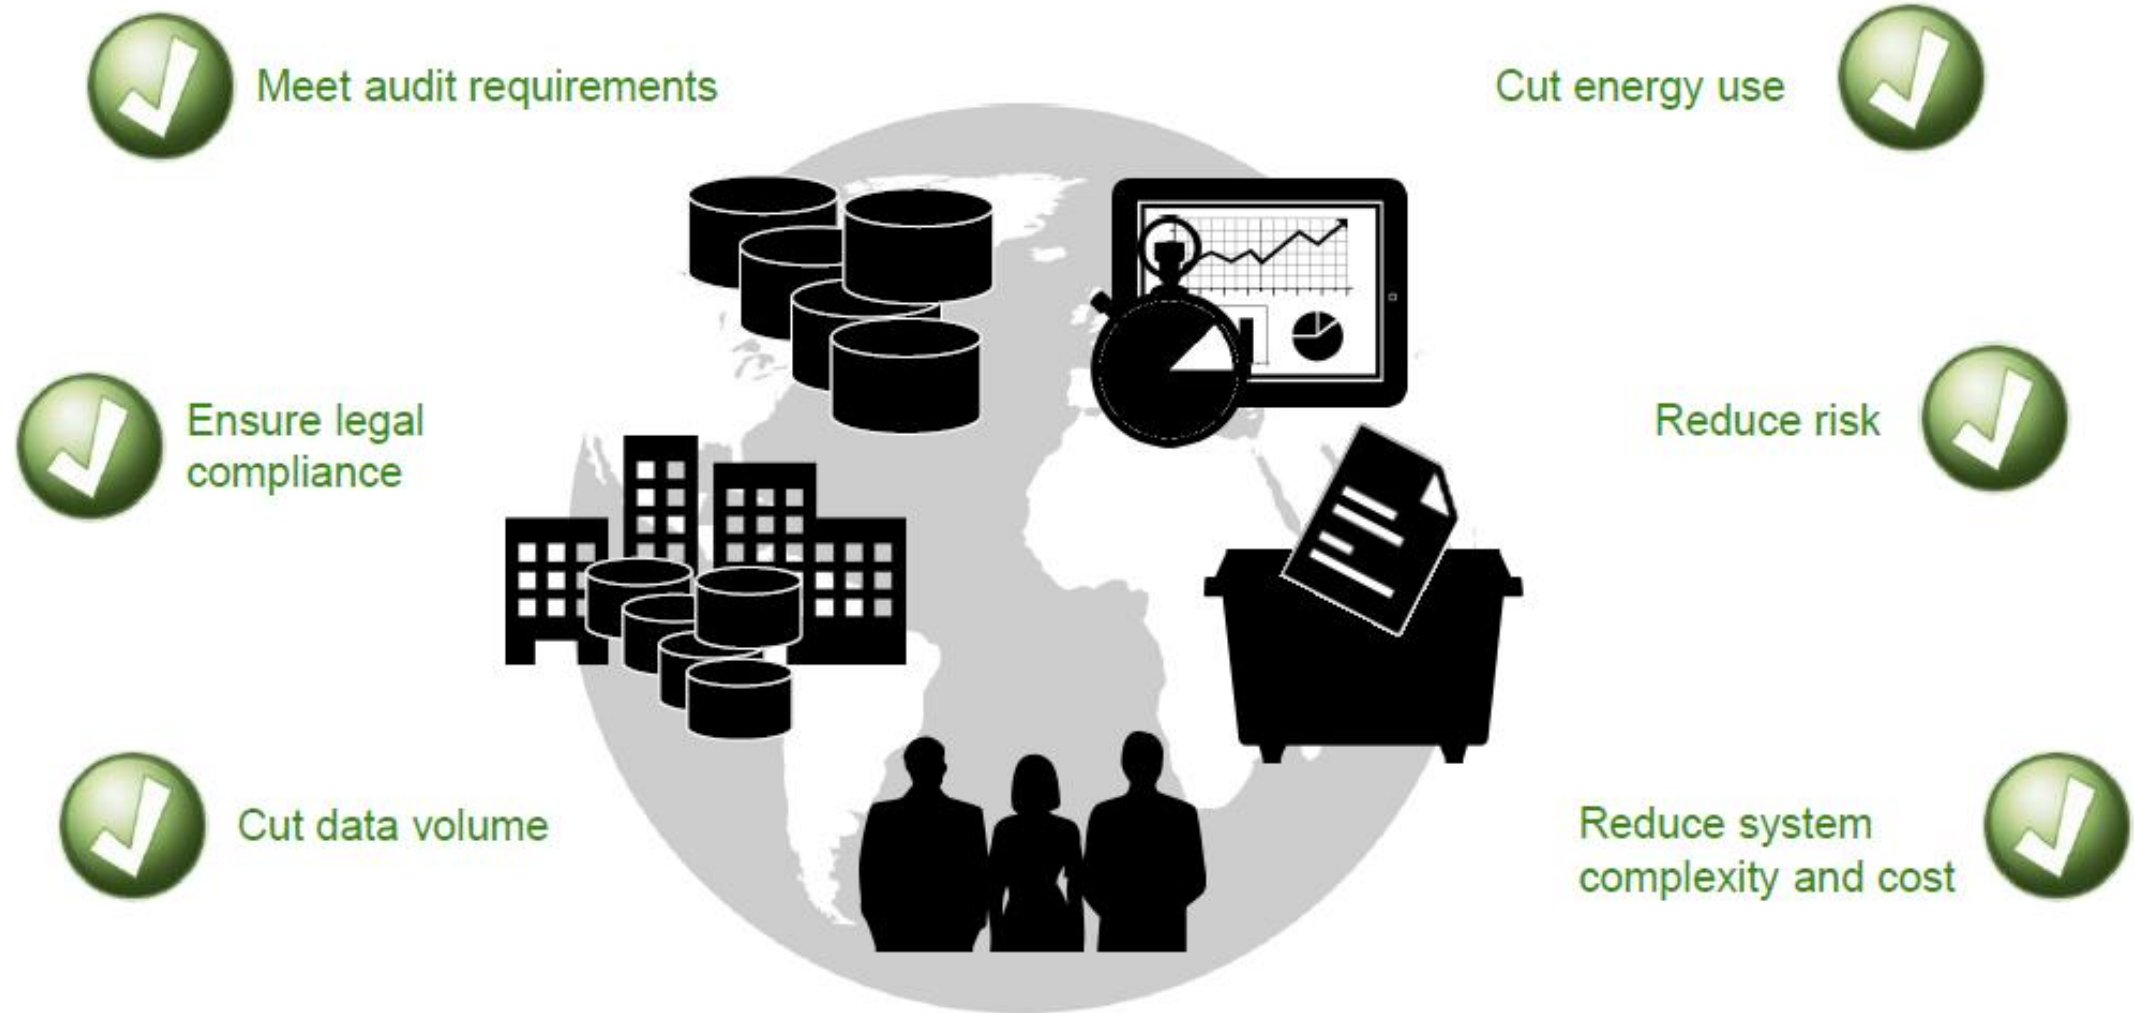 Meet audit requirements
Cut energy use
Ensure legal
compliance
Reduce risk
Cut data volume
Reduce system
complexity and cost